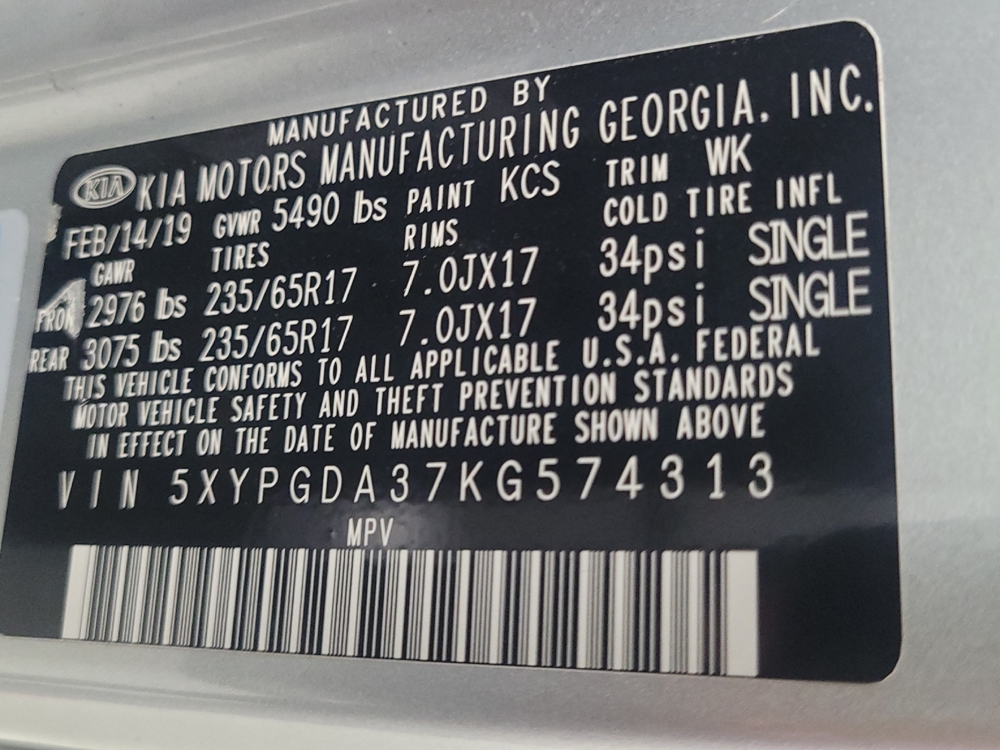 MANUFACTURED BY
KIA KIA MOTORS MANUFACTURING GEORGIA, INC.
FEB/14/19 GVWR 5490 lbs PAINT KCS TRIM WK
GAWR TIRES RIMS COLD TIRE INFL
2976 lbs 235/65R17 7.0JX17 34psi SINGLE
REAR 3075 lbs 235/65R17 7.0JX17 34psi SINGLE
THIS VEHICLE CONFORMS TO ALL APPLICABLE U.S.A. FEDERAL
MOTOR VEHICLE SAFETY AND THEFT PREVENTION STANDARDS
IN EFFECT ON THE DATE OF MANUFACTURE SHOWN ABOVE
VIN 5XYPGDA37KG574313
MPV